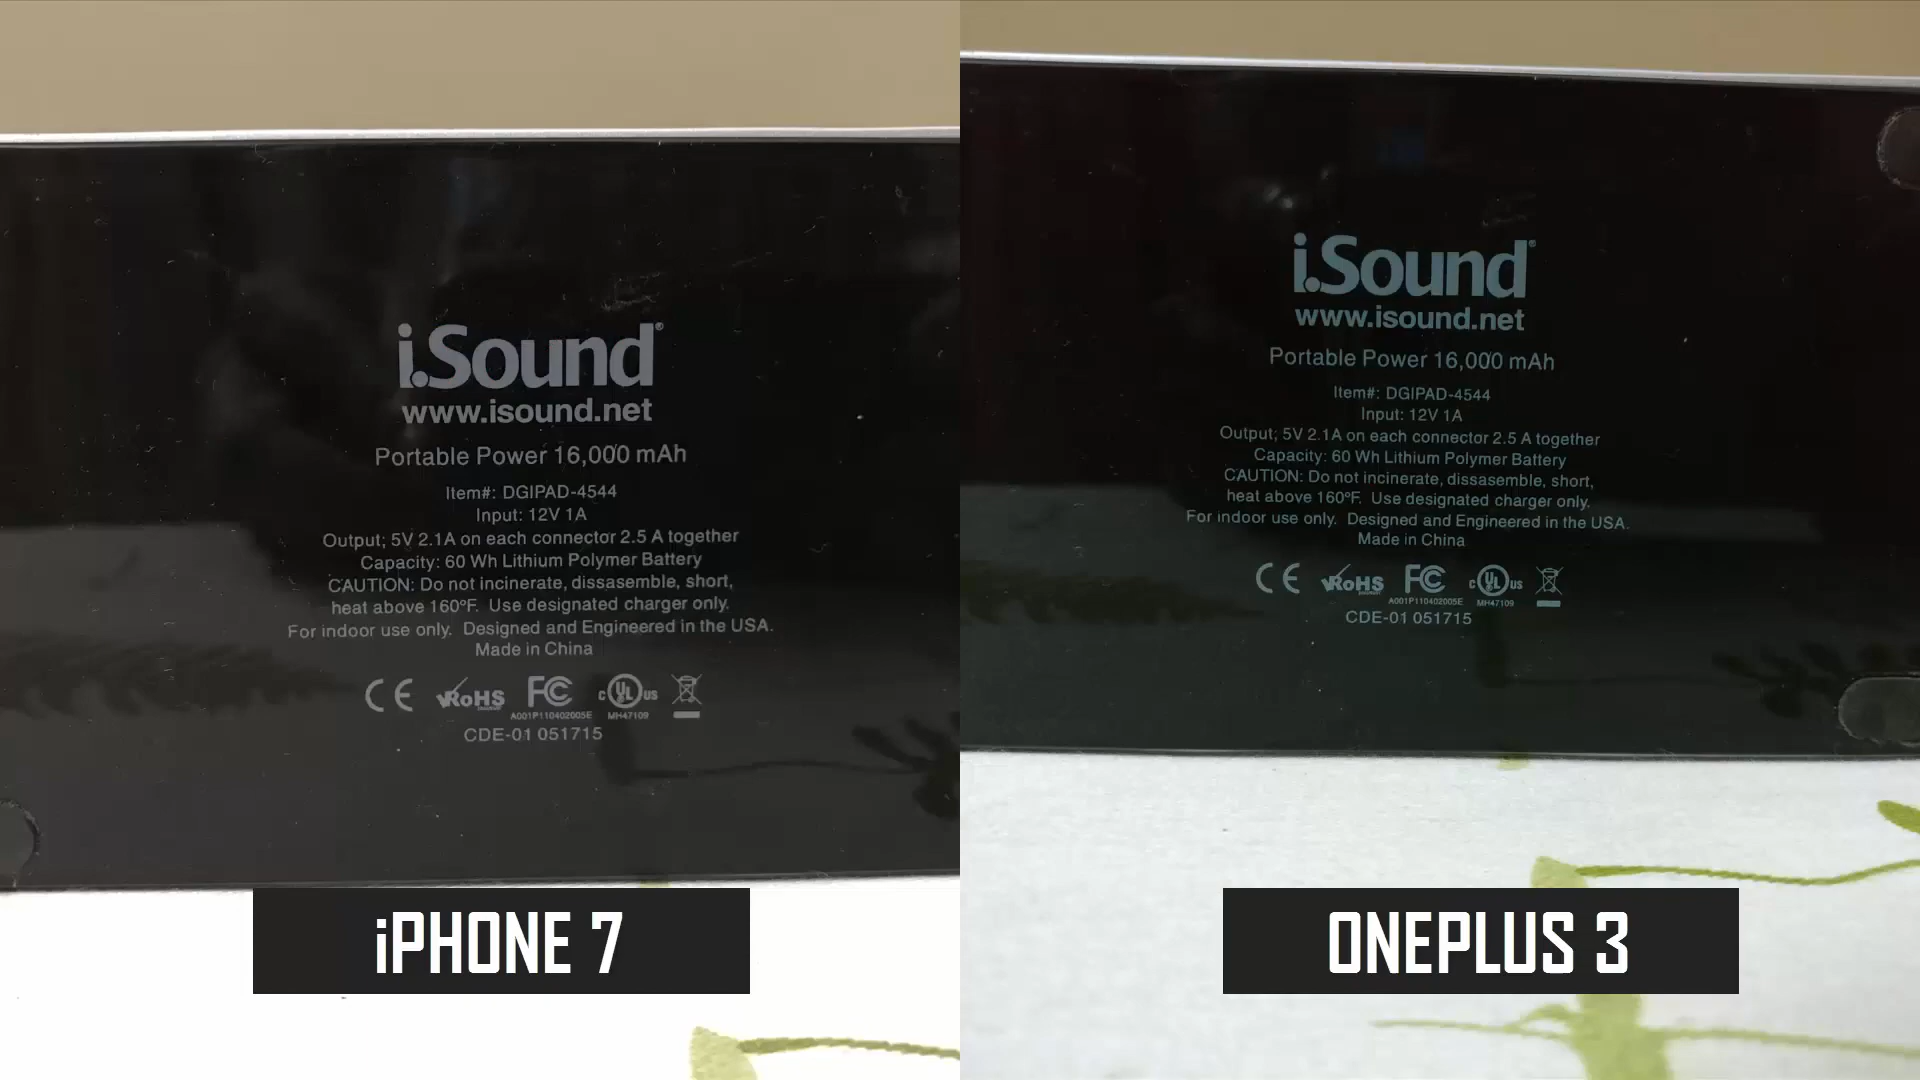 i.Sound®
www.isound.net
Portable Power 16,000 mAh
Item#: DGIPAD-4544
Input: 12V 1A
Output; 5V 2.1A on each connector 2.5 A together
Capacity: 60 Wh Lithium Polymer Battery
CAUTION: Do not incinerate, dissasemble, short,
heat above 160°F. Use designated charger only.
For indoor use only. Designed and Engineered in the USA.
Made in China
CE RoHS FC c UL us
A001P110402005E MH47109
CDE-01 051715
iPHONE 7
i.Sound®
www.isound.net
Portable Power 16,000 mAh
Item#: DGIPAD-4544
Input: 12V 1A
Output; 5V 2.1A on each connector 2.5 A together
Capacity: 60 Wh Lithium Polymer Battery
CAUTION: Do not incinerate, dissasemble, short,
heat above 160°F. Use designated charger only.
For indoor use only. Designed and Engineered in the USA.
Made in China
CE RoHS FC c UL us
A001P110402005E MH47109
CDE-01 051715
ONEPLUS 3